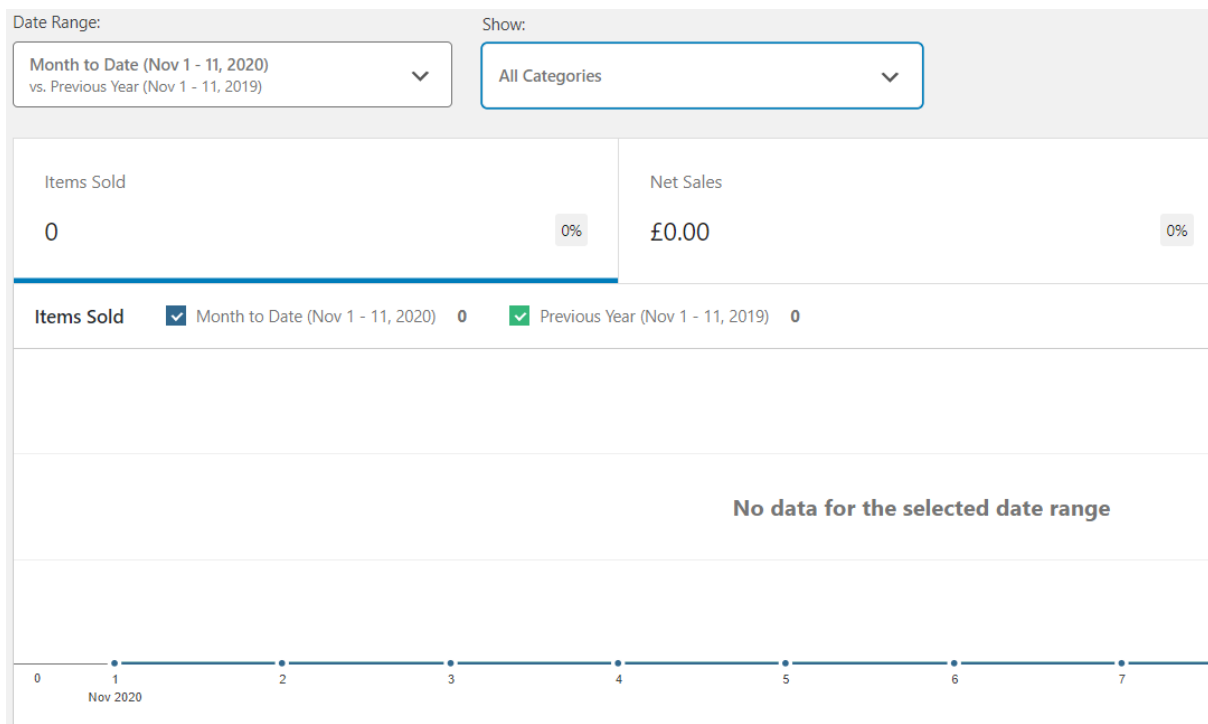 Date Range:
Show:
Month to Date (Nov 1 - 11, 2020)
vs. Previous Year (Nov 1 - 11, 2019)
All Categories
Items Sold
Net Sales
0
0%
£0.00
0%
Items Sold
Month to Date (Nov 1 - 11, 2020) 0
Previous Year (Nov 1 - 11, 2019) 0
No data for the selected date range
0 1 2 3 4 5 6 7
Nov 2020